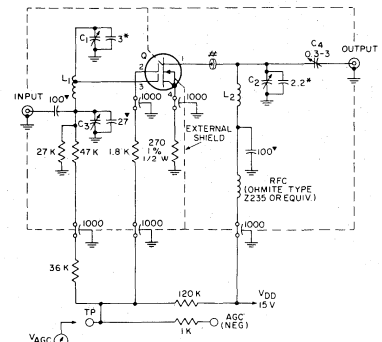 C1
3*
Q
1
2
3
4
L1
INPUT
100▼
C3
27▼
27 K
47 K
1000
1.8 K
1000
270
1%
1/2 W
EXTERNAL
SHIELD
L2
C2
2.2*
C4
0.3-3
OUTPUT
100▼
RFC
(OHMITE TYPE
Z235 OR EQUIV.)
1000
1000
1000
36 K
120 K
VDD
15 V
TP
1 K
AGC
(NEG)
VAGC